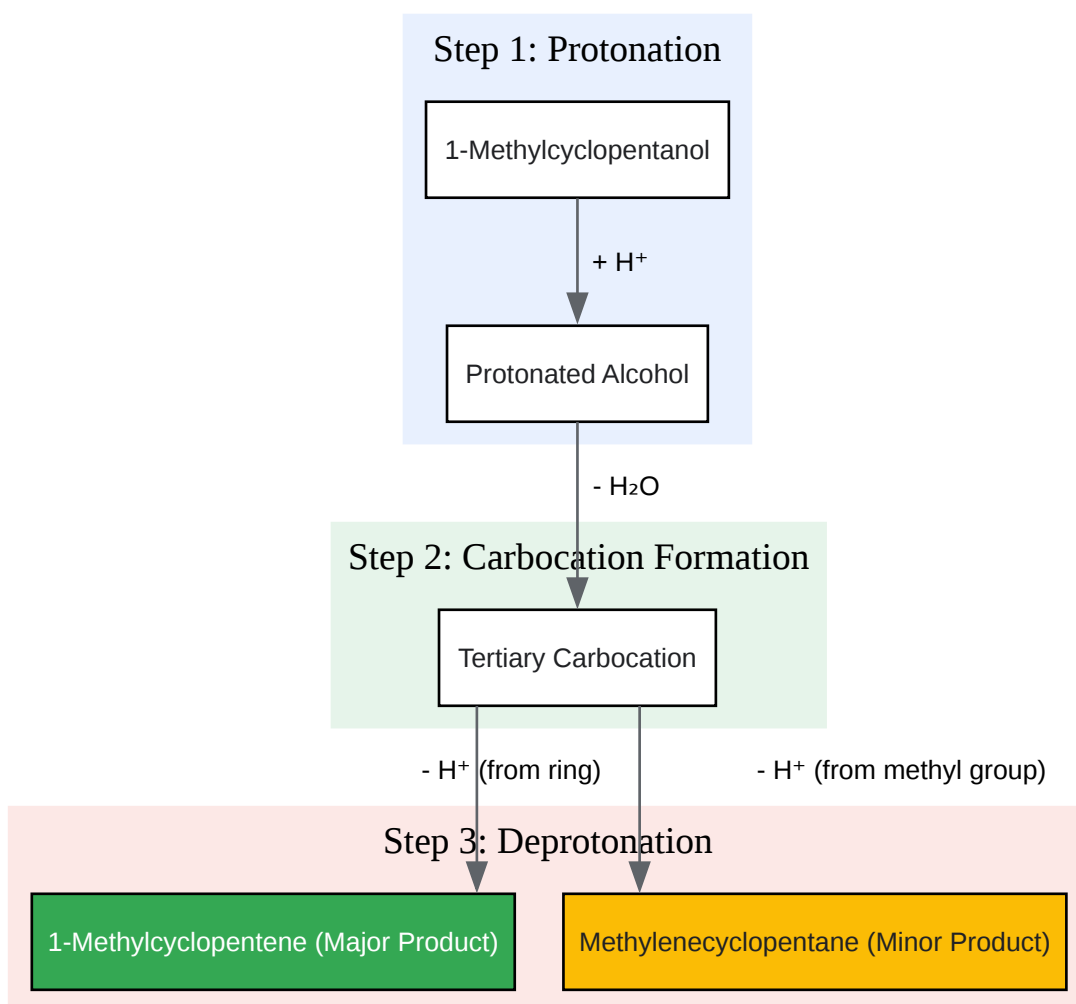 Step 1: Protonation
1-Methylcyclopentanol
+ H⁺
Protonated Alcohol
- H₂O
Step 2: Carbocation Formation
Tertiary Carbocation
- H⁺ (from ring)
- H⁺ (from methyl group)
Step 3: Deprotonation
1-Methylcyclopentene (Major Product)
Methylenecyclopentane (Minor Product)